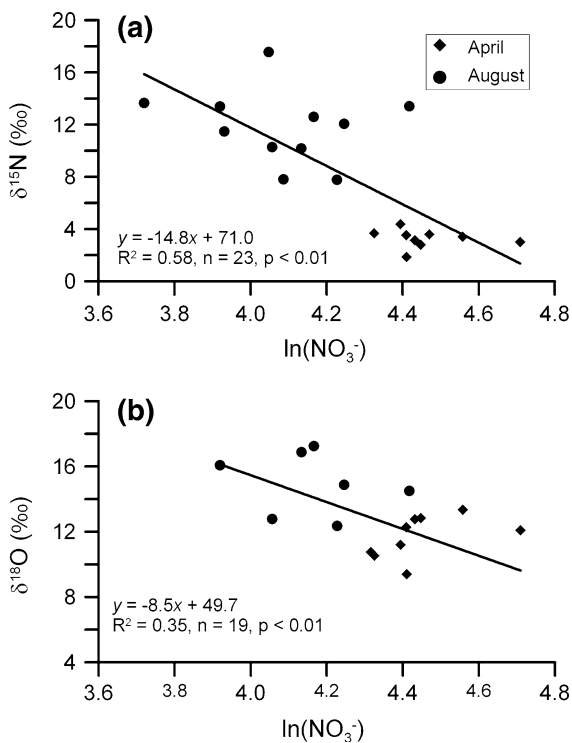 (a)
April
August
20
16
12
8
4
0
δ¹⁵N (‰)
y = -14.8x + 71.0
R² = 0.58, n = 23, p < 0.01
3.6 3.8 4.0 4.2 4.4 4.6 4.8
ln(NO₃⁻)
(b)
20
16
12
8
4
δ¹⁸O (‰)
y = -8.5x + 49.7
R² = 0.35, n = 19, p < 0.01
3.6 3.8 4.0 4.2 4.4 4.6 4.8
ln(NO₃⁻)